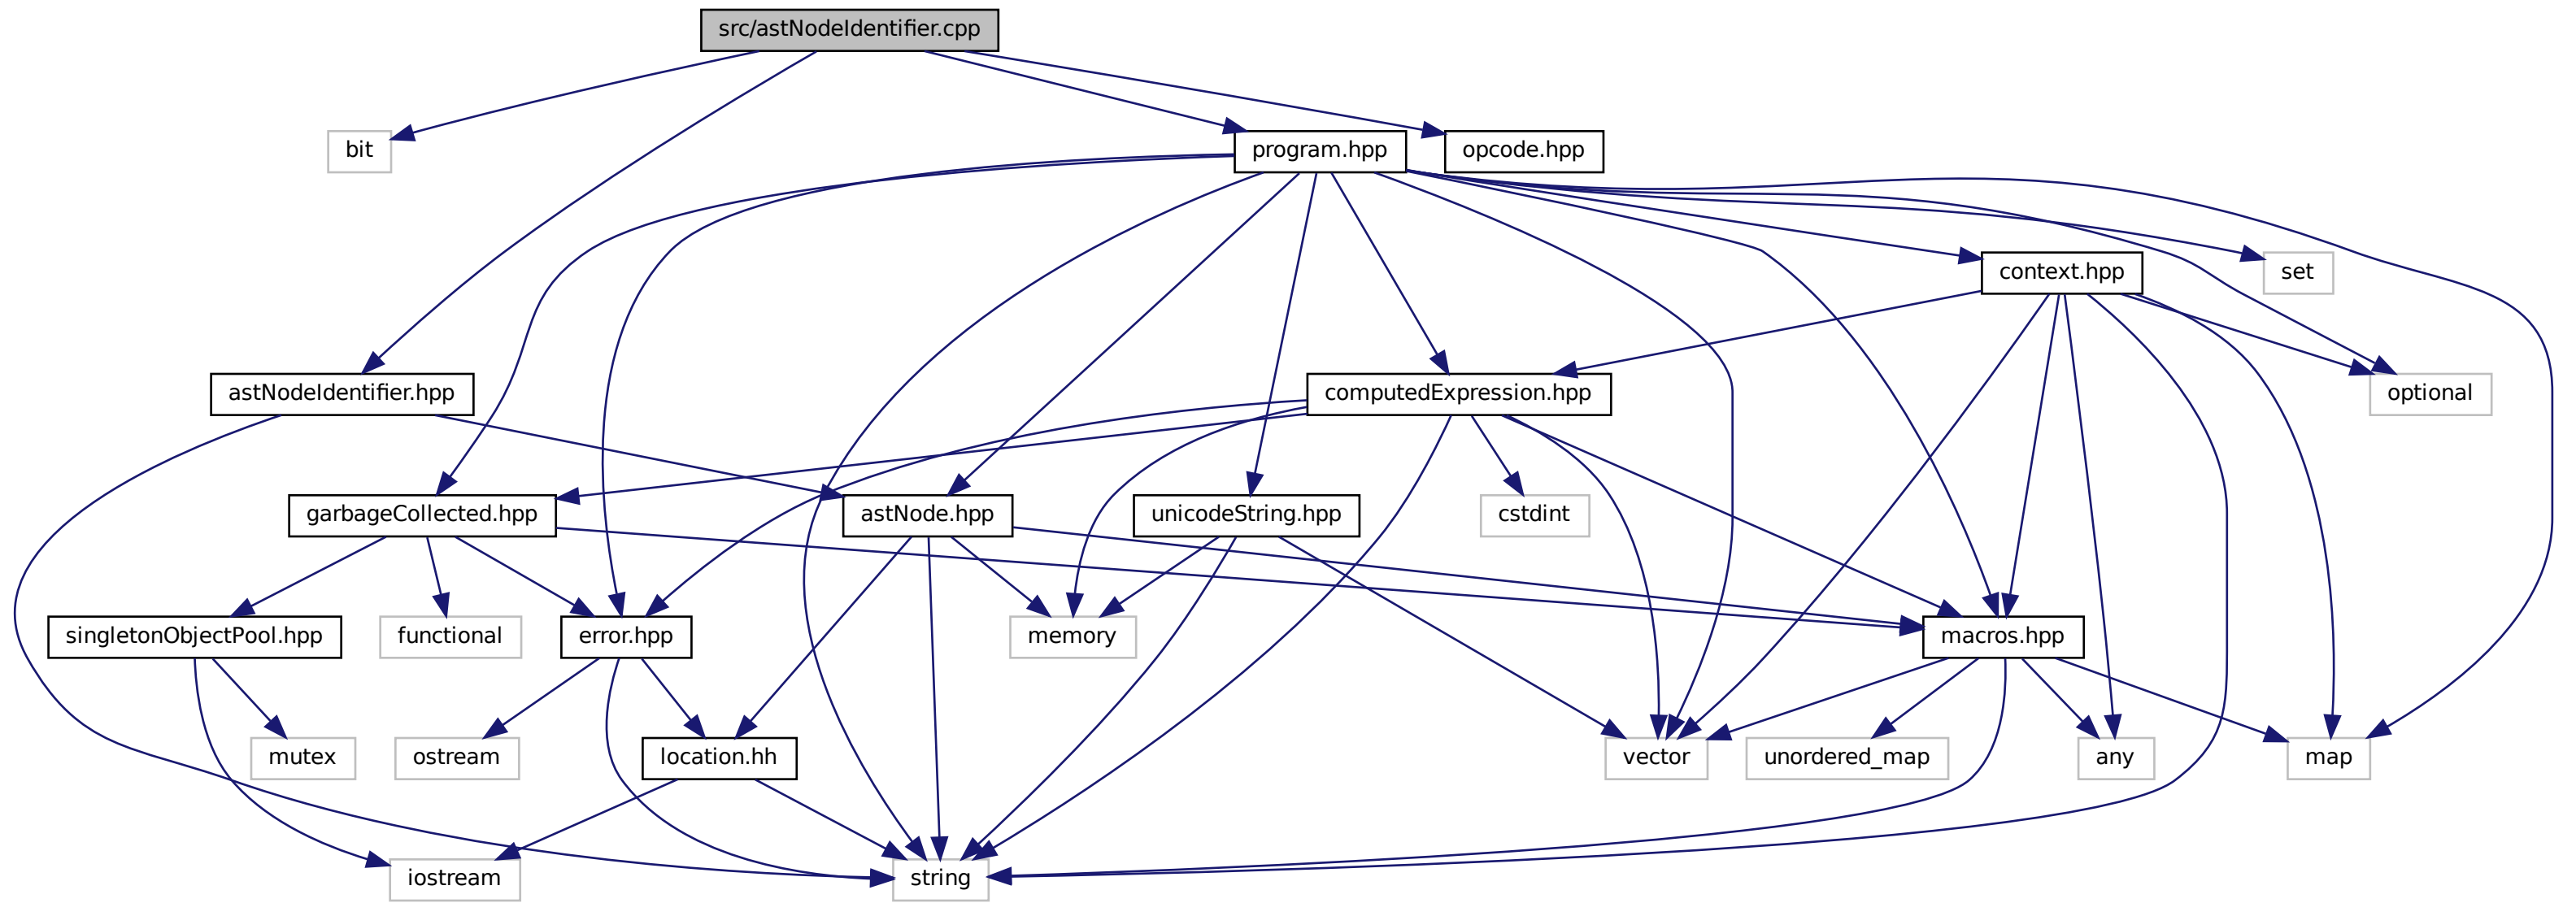 src/astNodeIdentifier.cpp
bit
program.hpp
opcode.hpp
context.hpp
set
astNodeIdentifier.hpp
computedExpression.hpp
optional
garbageCollected.hpp
astNode.hpp
unicodeString.hpp
cstdint
singletonObjectPool.hpp
functional
error.hpp
memory
macros.hpp
mutex
ostream
location.hh
vector
unordered_map
any
map
iostream
string